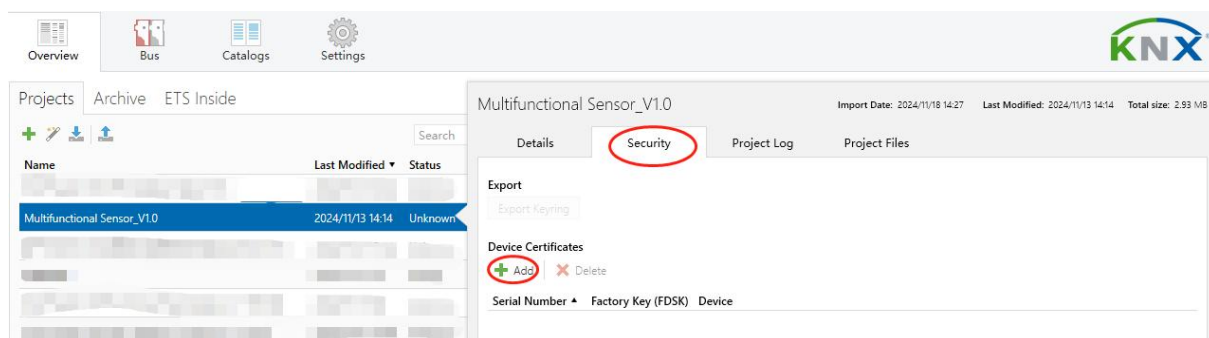 Overview Bus Catalogs Settings
KNX
Projects Archive ETS Inside
Search
Name Last Modified Status
Multifunctional Sensor_V1.0 2024/11/13 14:14 Unknown
Multifunctional Sensor_V1.0 Import Date: 2024/11/18 14:27 Last Modified: 2024/11/13 14:14 Total size: 2.93 MB
Details Security Project Log Project Files
Export
Export Keyring
Device Certificates
Add Delete
Serial Number Factory Key (FDSK) Device